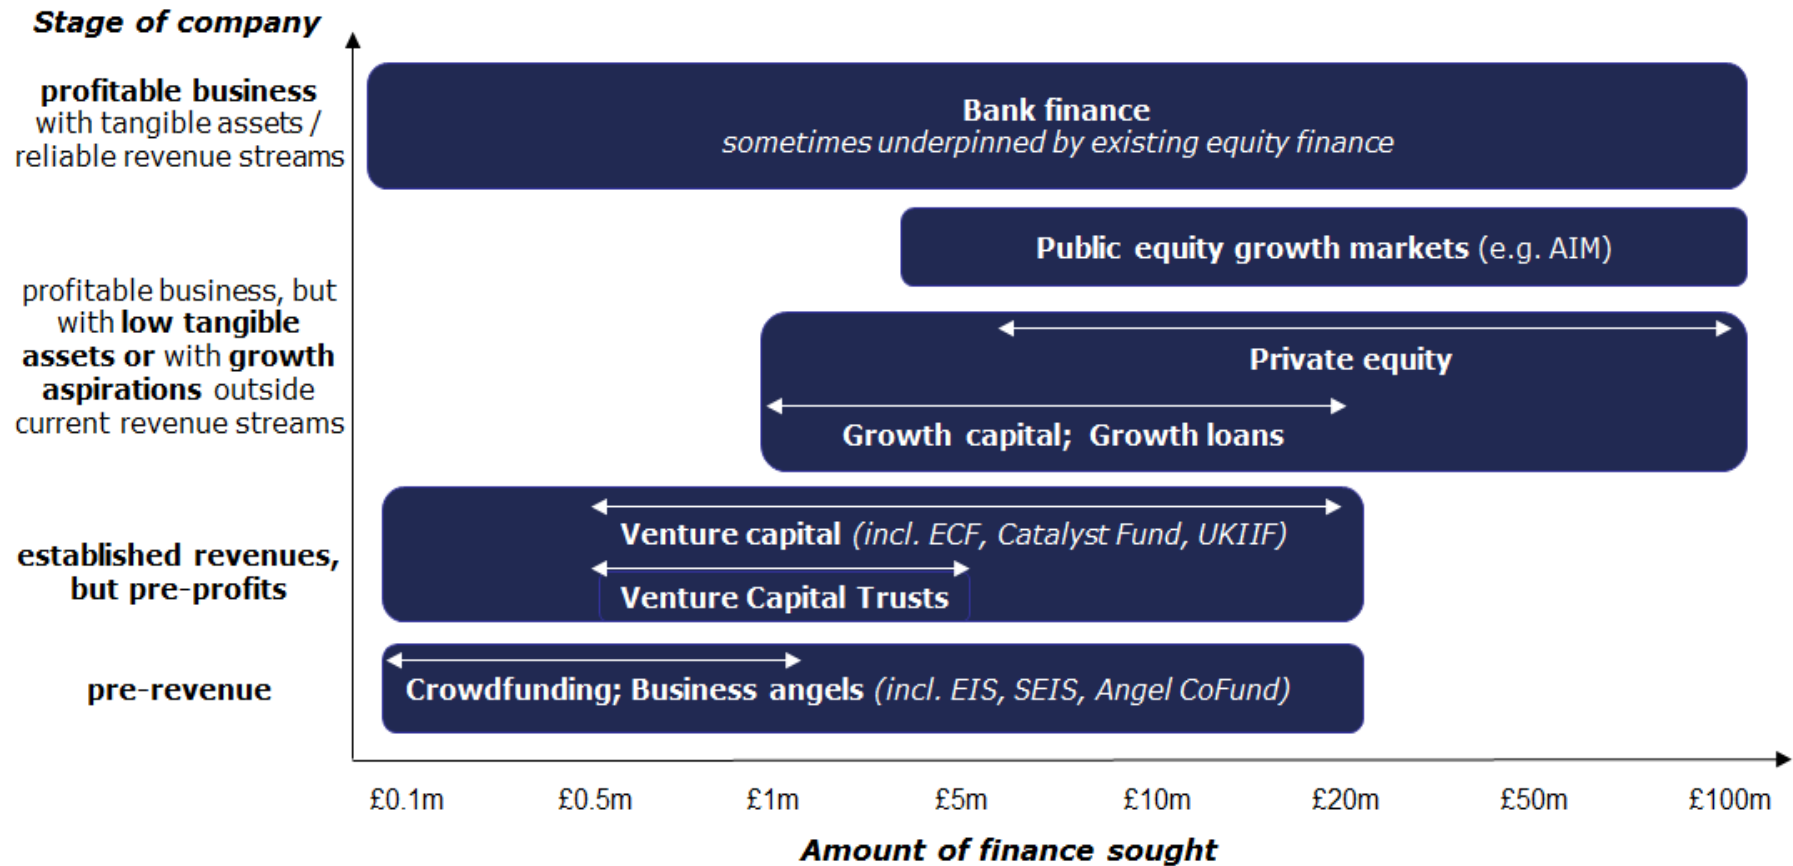 Stage of company
profitable business
with tangible assets /
reliable revenue streams
Bank finance
sometimes underpinned by existing equity finance
Public equity growth markets (e.g. AIM)
profitable business, but
with low tangible
assets or with growth
aspirations outside
current revenue streams
Private equity
Growth capital; Growth loans
established revenues,
but pre-profits
Venture capital (incl. ECF, Catalyst Fund, UKIIF)
Venture Capital Trusts
pre-revenue
Crowdfunding; Business angels (incl. EIS, SEIS, Angel CoFund)
£0.1m £0.5m £1m £5m £10m £20m £50m £100m
Amount of finance sought